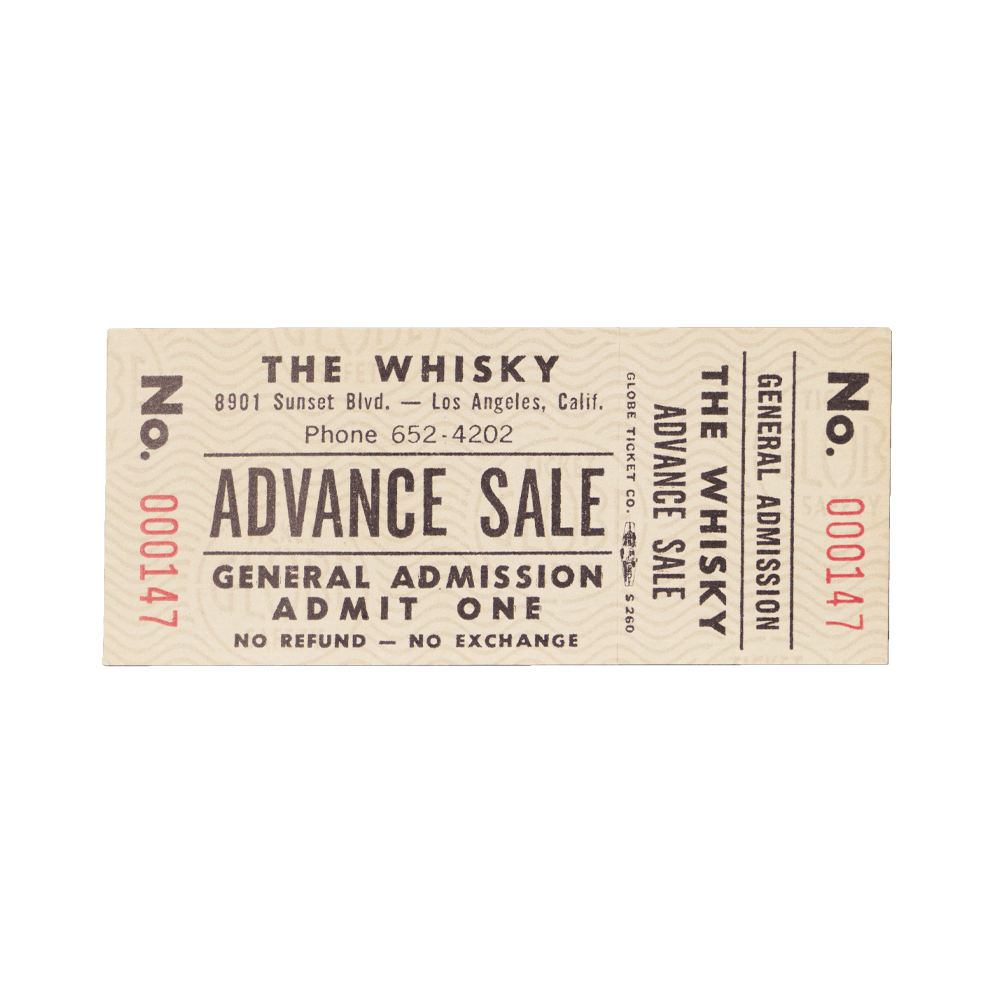 No. 000147
THE WHISKY
8901 Sunset Blvd. — Los Angeles, Calif.
Phone 652-4202
ADVANCE SALE
GENERAL ADMISSION
ADMIT ONE
NO REFUND — NO EXCHANGE
GLOBE TICKET CO. S260
ADVANCE SALE
THE WHISKY
GENERAL ADMISSION
No. 000147